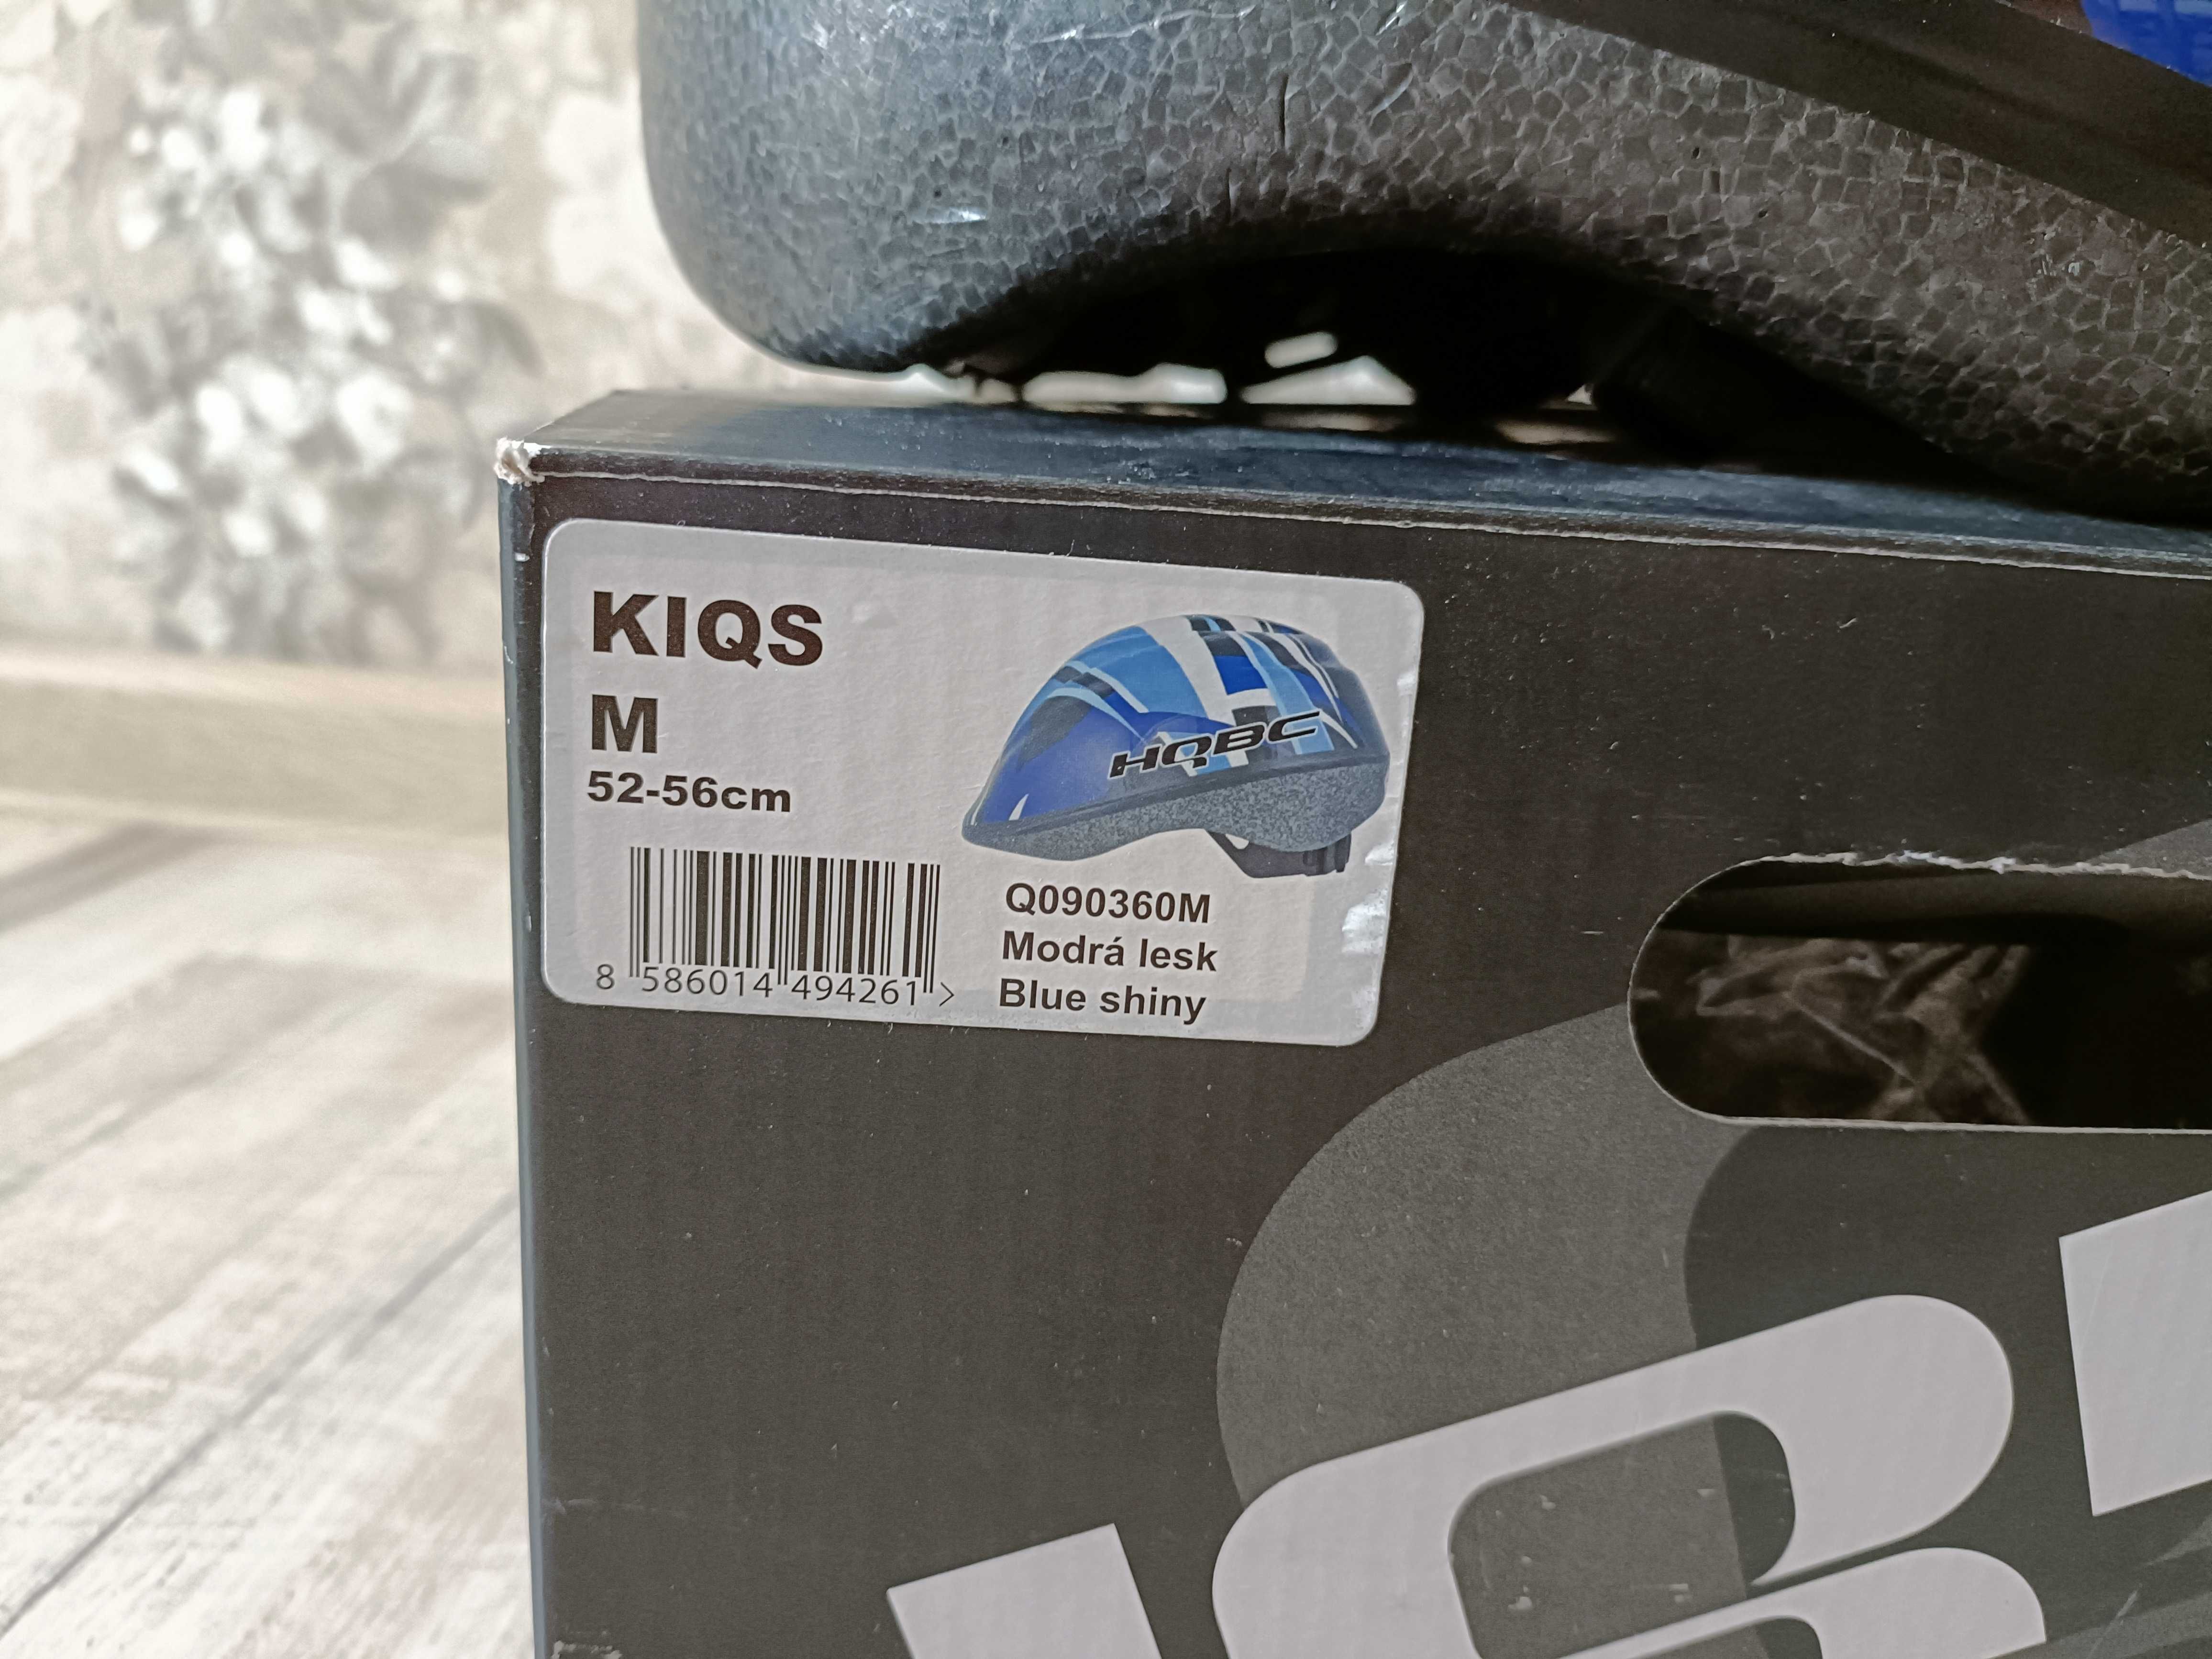 KIQS
M
52-56cm
HQBC
8 586014 494261 >
Q090360M
Modrá lesk
Blue shiny